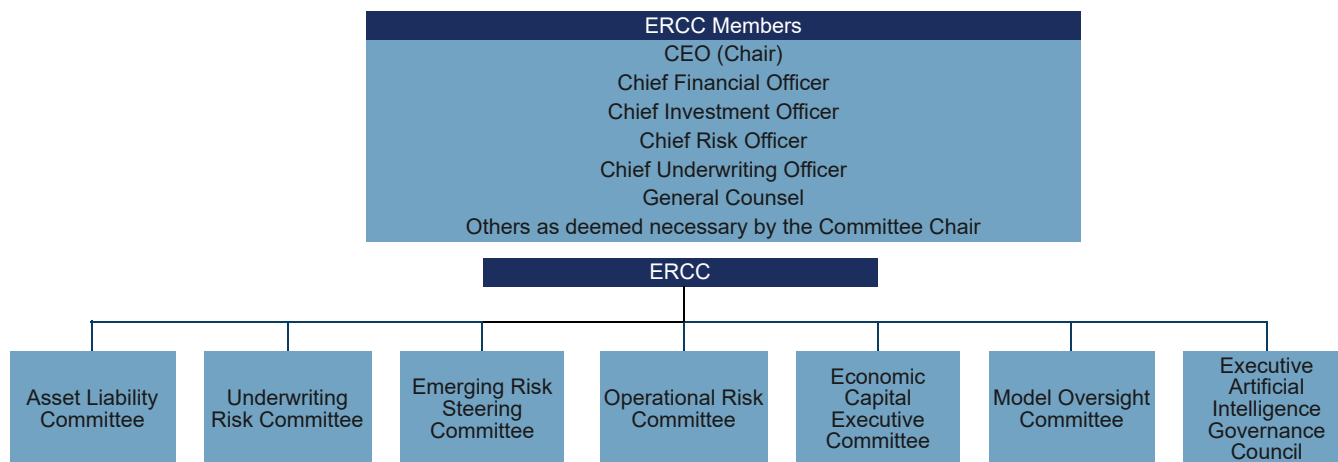 ERCC Members
CEO (Chair)
Chief Financial Officer
Chief Investment Officer
Chief Risk Officer
Chief Underwriting Officer
General Counsel
Others as deemed necessary by the Committee Chair
ERCC
Asset Liability
Committee
Underwriting
Risk Committee
Emerging Risk
Steering
Committee
Operational Risk
Committee
Economic
Capital
Executive
Committee
Model Oversight
Committee
Executive
Artificial
Intelligence
Governance
Council